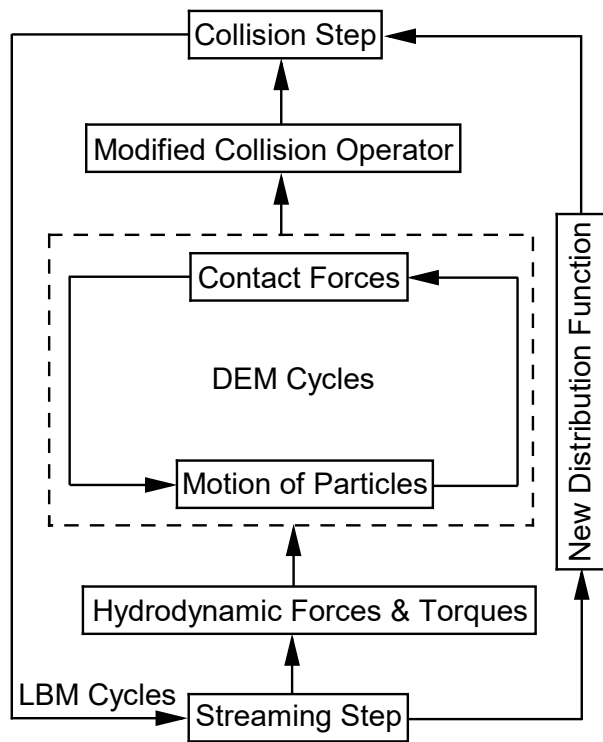 Collision Step
Modified Collision Operator
Contact Forces
DEM Cycles
Motion of Particles
New Distribution Function
Hydrodynamic Forces & Torques
LBM Cycles
Streaming Step